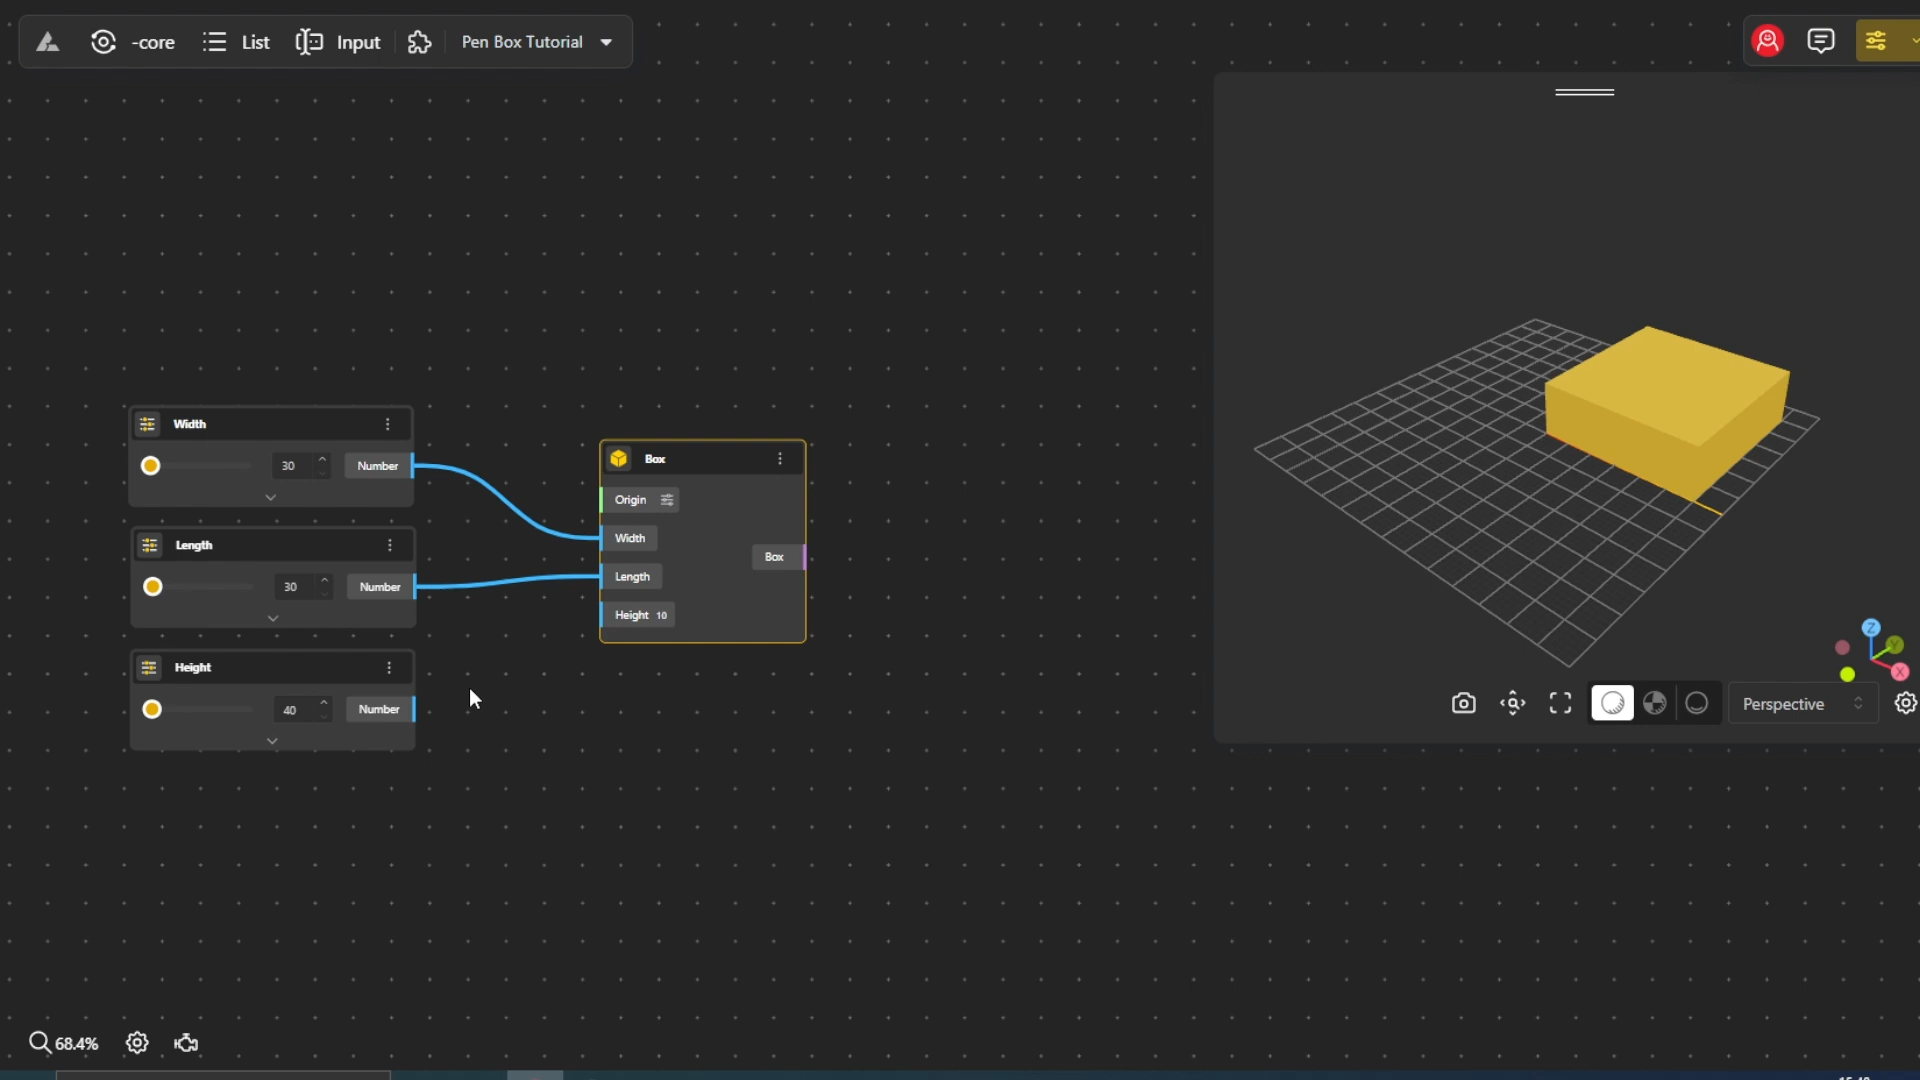 -core List Input Pen Box Tutorial
Width
30 Number
Length
30 Number
Height
40 Number
Box
Origin
Width
Box
Length
Height 10
Z
Y
X
Perspective
68.4%